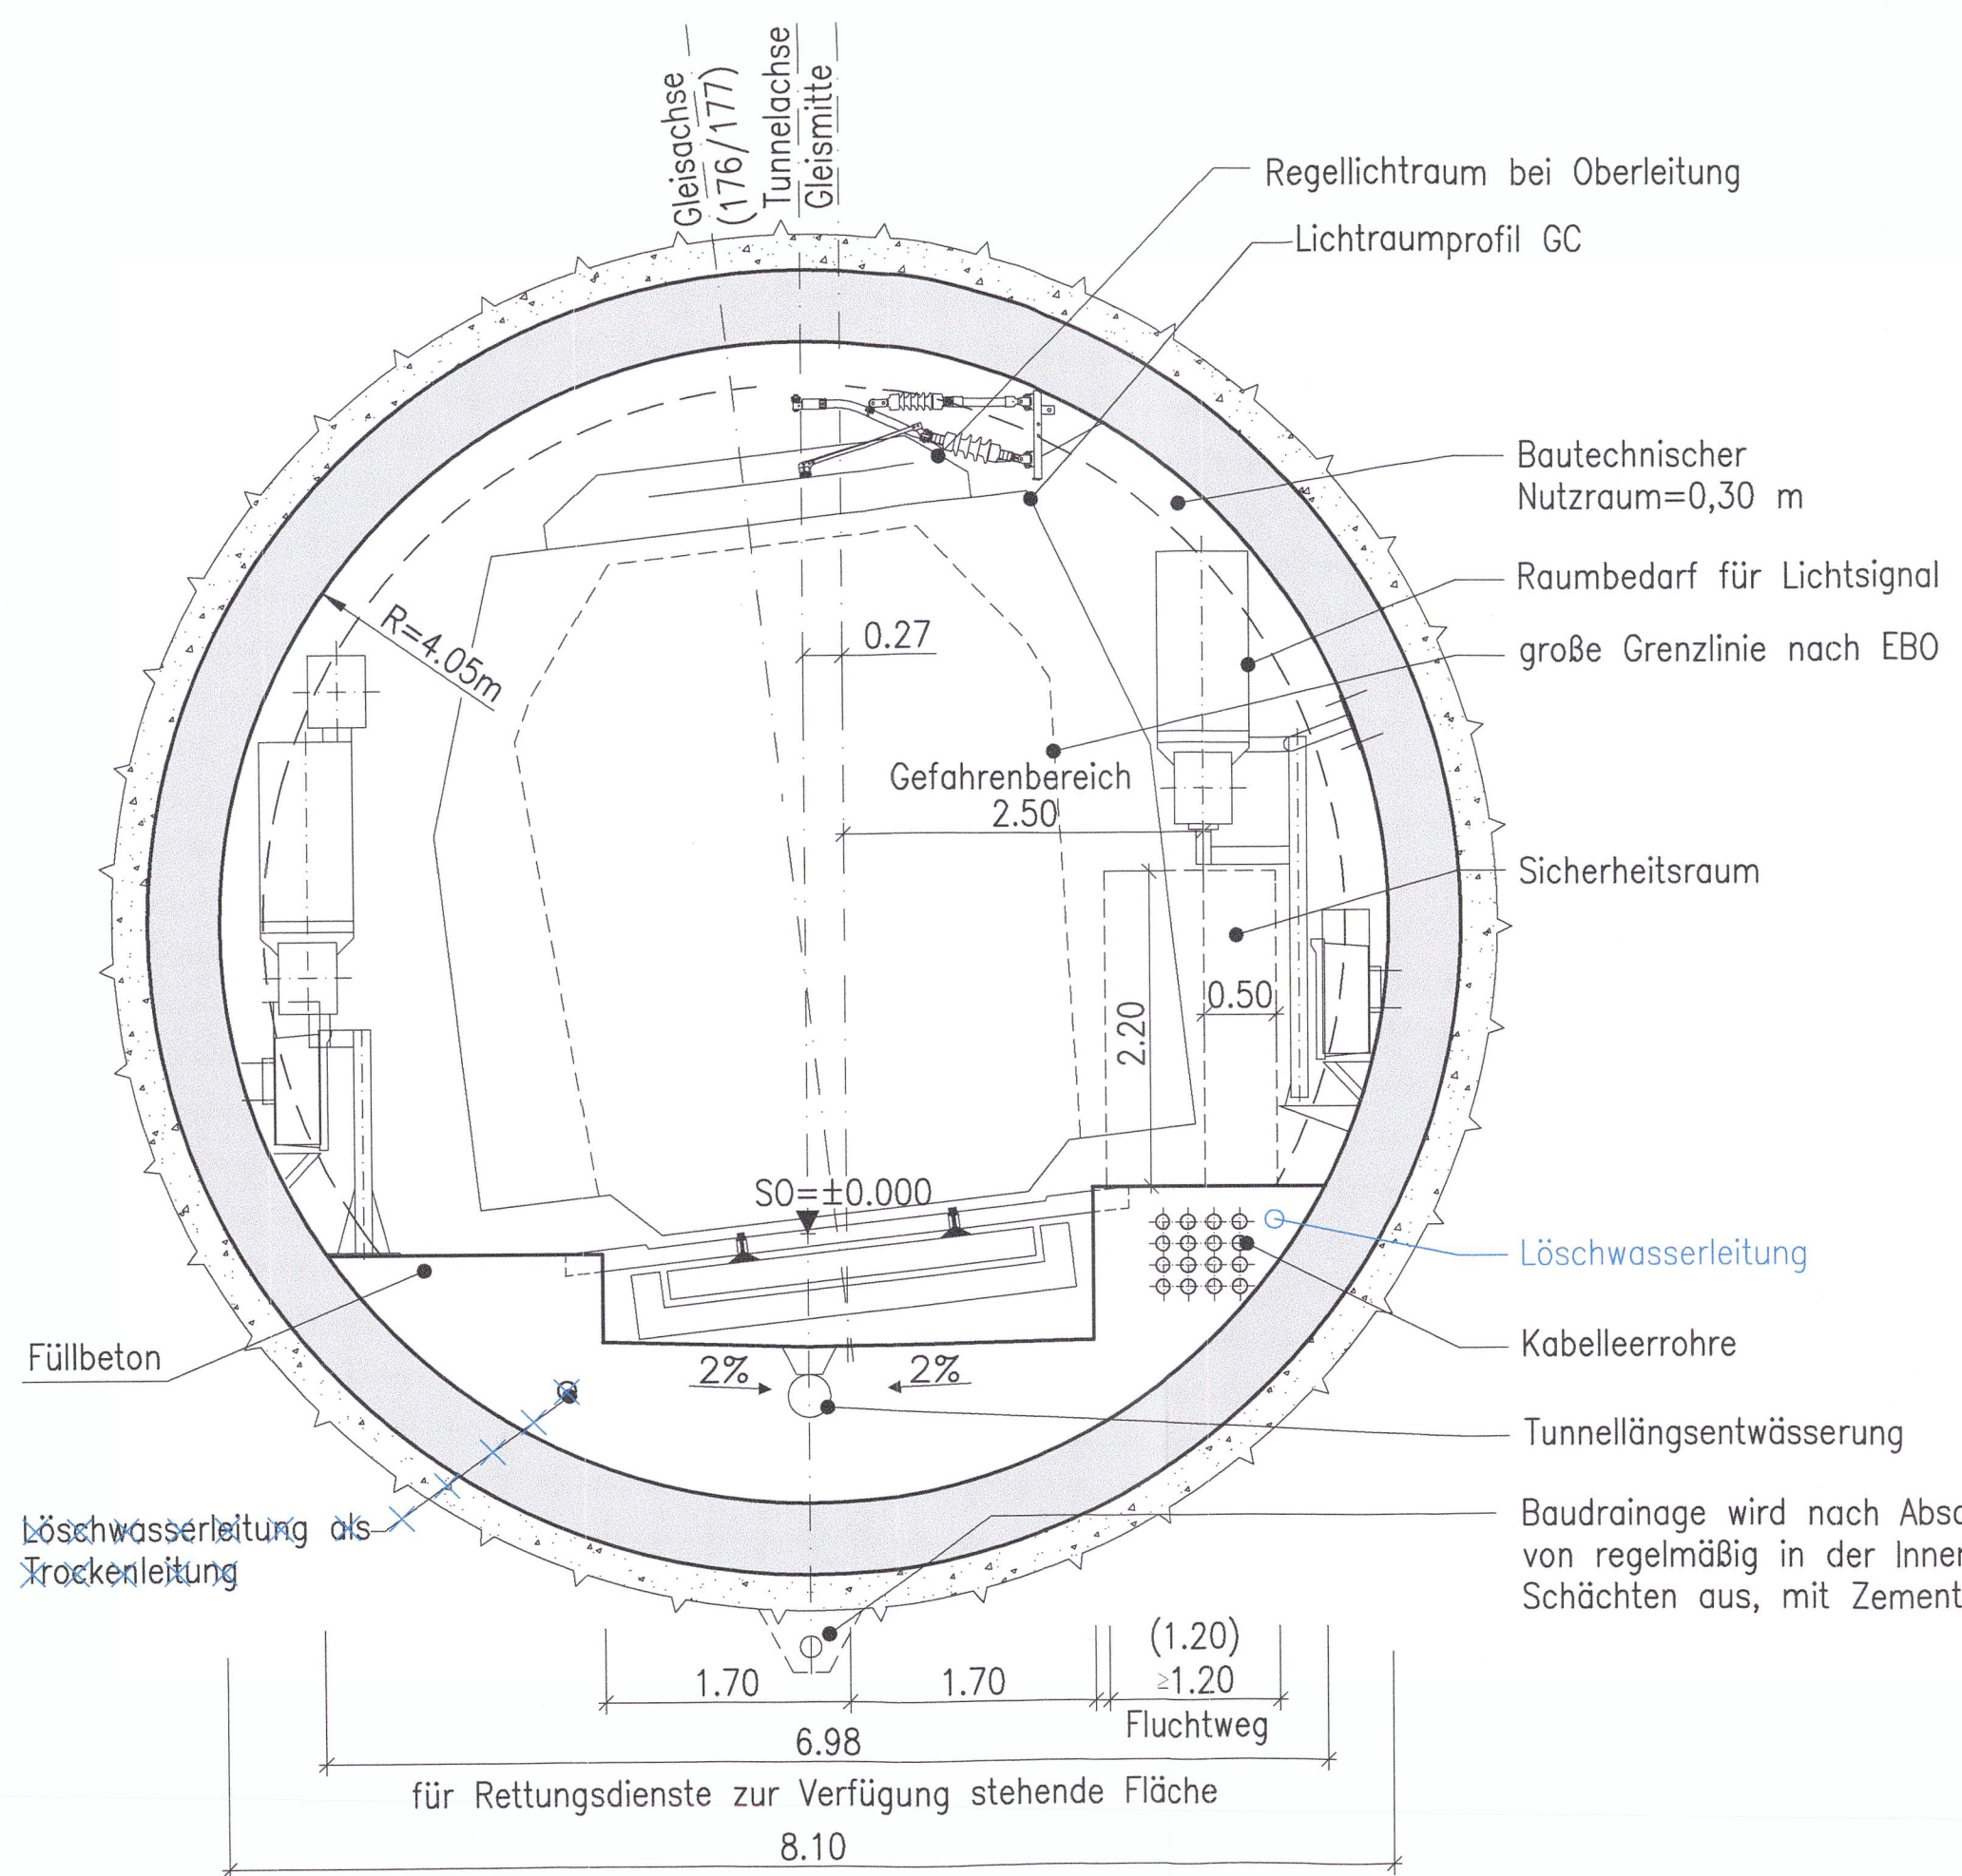 Gleisachse
(176/177)
Tunnelachse
Gleismitte
Regellichtraum bei Oberleitung
Lichtraumprofil GC
Bautechnischer
Nutzraum=0,30 m
Raumbedarf für Lichtsignal
große Grenzlinie nach EBO
R=4.05m
0.27
Gefahrenbereich
2.50
Sicherheitsraum
0.50
2.20
SO=±0.000
Löschwasserleitung
Kabelleerrohre
Füllbeton
2%
2%
Tunnellängsentwässerung
Löschwasserleitung als
Trockenleitung
Baudrainage wird nach
von regelmäßig in der
Schächten aus, mit
(1.20)
1.70
1.70
≥1.20
Fluchtweg
6.98
für Rettungsdienste zur Verfügung stehende Fläche
8.10